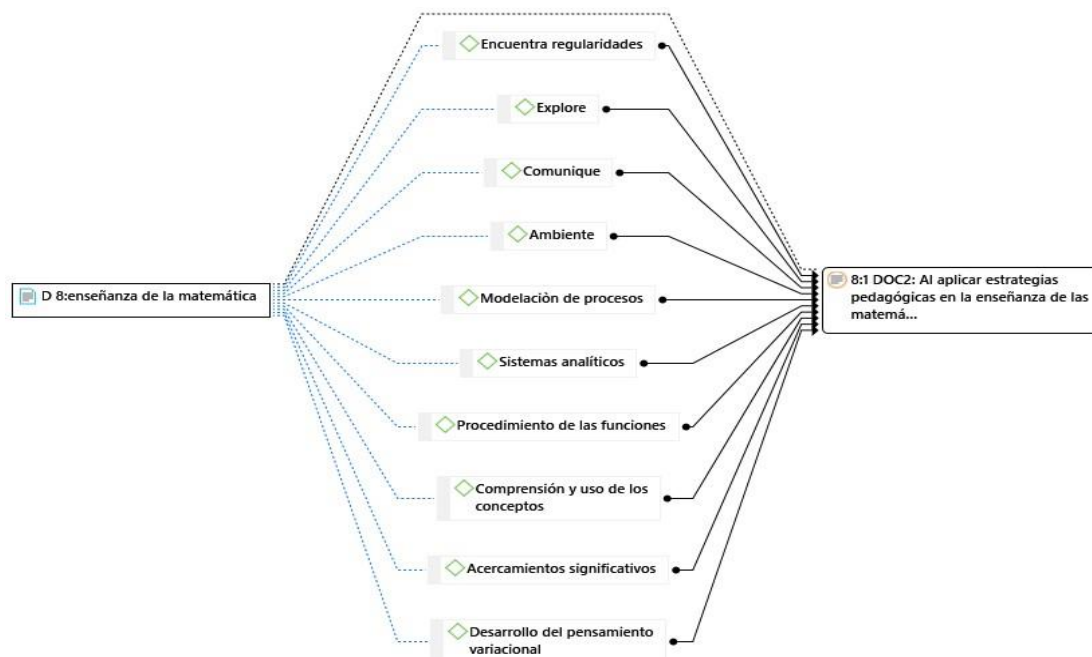 Encuentra regularidades
Explore
Comunique
Ambiente
D 8:enseñanza de la matemática
8:1 DOC2: Al aplicar estrategias
pedagógicas en la enseñanza de las
matemá...
Modelaciòn de procesos
Sistemas analíticos
Procedimiento de las funciones
Comprensión y uso de los
conceptos
Acercamientos significativos
Desarrollo del pensamiento
variacional